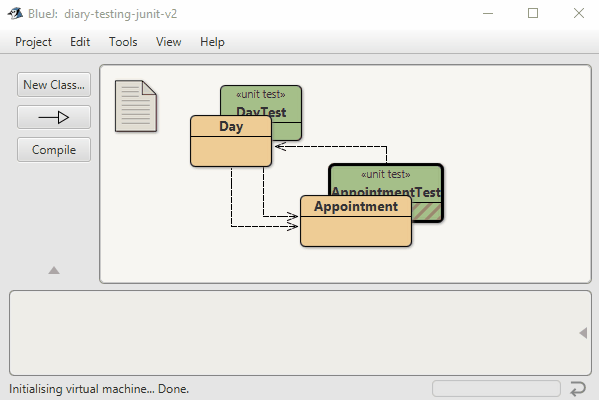 BlueJ: diary-testing-junit-v2
Project Edit Tools View Help
New Class...
Compile
«unit test»
DayTest
Day
«unit test»
AppointmentTest
Appointment
Initialising virtual machine... Done.